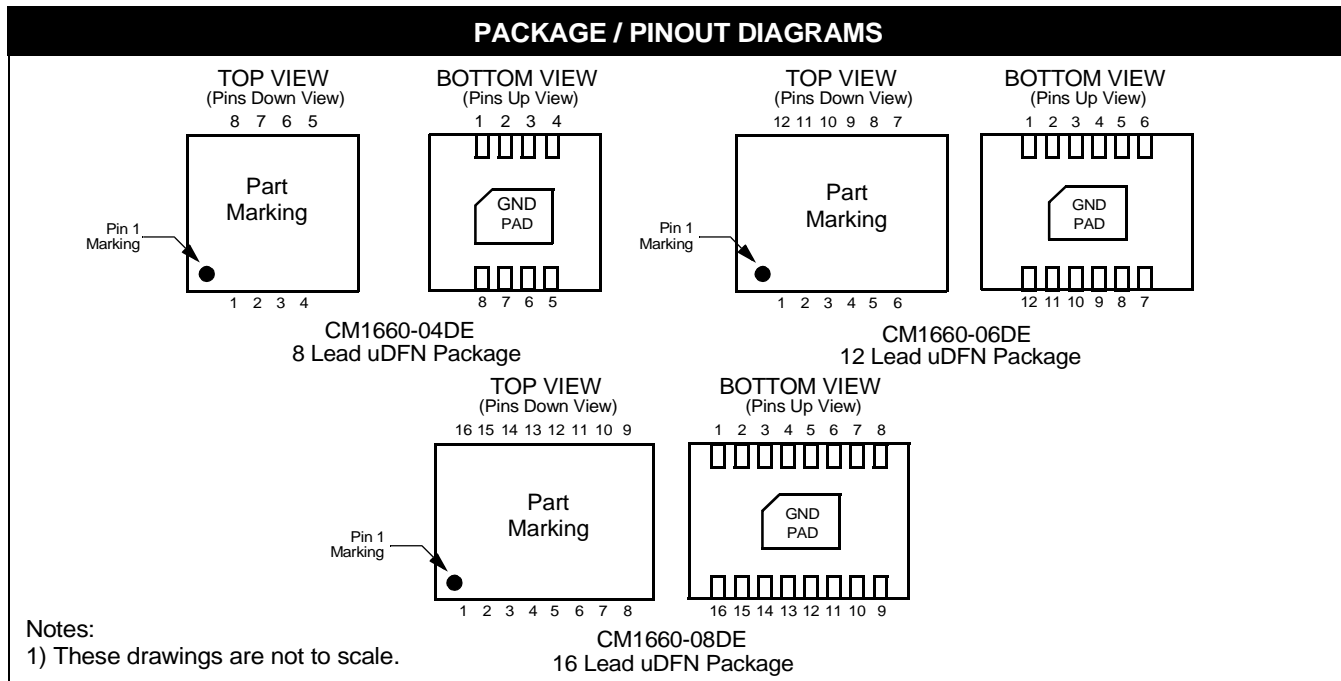 PACKAGE / PINOUT DIAGRAMS
TOP VIEW
(Pins Down View)
8 7 6 5
Part
Marking
Pin 1
Marking
1 2 3 4
BOTTOM VIEW
(Pins Up View)
1 2 3 4
GND
PAD
8 7 6 5
CM1660-04DE
8 Lead uDFN Package
TOP VIEW
(Pins Down View)
12 11 10 9 8 7
Part
Marking
Pin 1
Marking
1 2 3 4 5 6
BOTTOM VIEW
(Pins Up View)
1 2 3 4 5 6
GND
PAD
12 11 10 9 8 7
CM1660-06DE
12 Lead uDFN Package
TOP VIEW
(Pins Down View)
16 15 14 13 12 11 10 9
Part
Marking
Pin 1
Marking
1 2 3 4 5 6 7 8
BOTTOM VIEW
(Pins Up View)
1 2 3 4 5 6 7 8
GND
PAD
16 15 14 13 12 11 10 9
CM1660-08DE
16 Lead uDFN Package
Notes:
1) These drawings are not to scale.